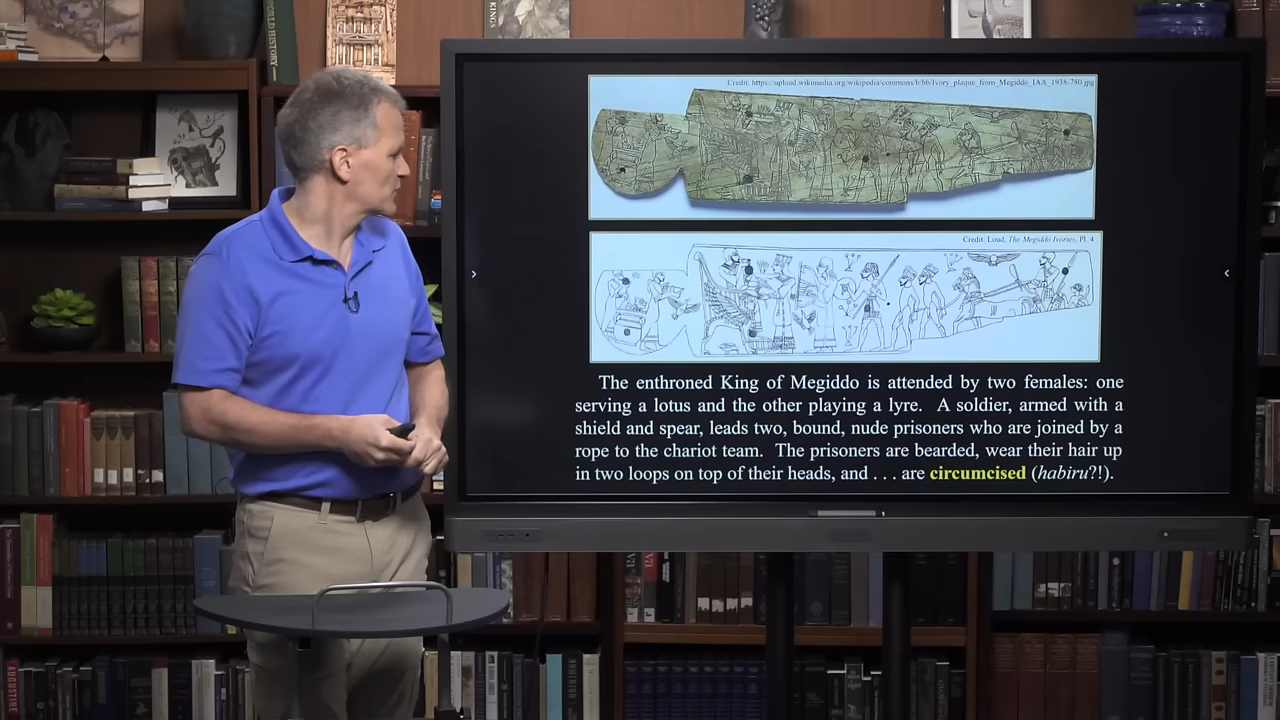 WORLD HISTORY
KINGS
Credit: https://upload.wikimedia.org/wikipedia/commons/b/bb/Ivory_plaque_from_Megiddo_IAA_1938-780.jpg
Credit: Loud, The Megiddo Ivories, Pl. 4
The enthroned King of Megiddo is attended by two females: one
serving a lotus and the other playing a lyre. A soldier, armed with a
shield and spear, leads two, bound, nude prisoners who are joined by a
rope to the chariot team. The prisoners are bearded, wear their hair up
in two loops on top of their heads, and . . . are circumcised (habiru?!).
AUGUSTINE